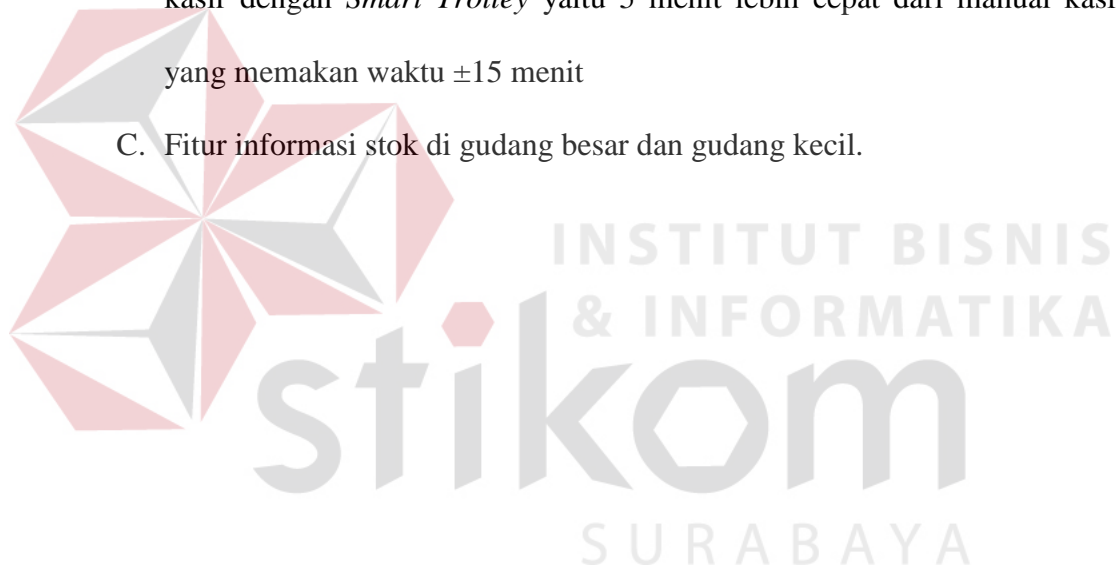 kasir dengan Smart Trolley yaitu 5 menit lebih cepat dari manual kasir
yang memakan waktu ±15 menit
C. Fitur informasi stok di gudang besar dan gudang kecil.
INSTITUT BISNIS
& INFORMATIKA
stikom
SURABAYA